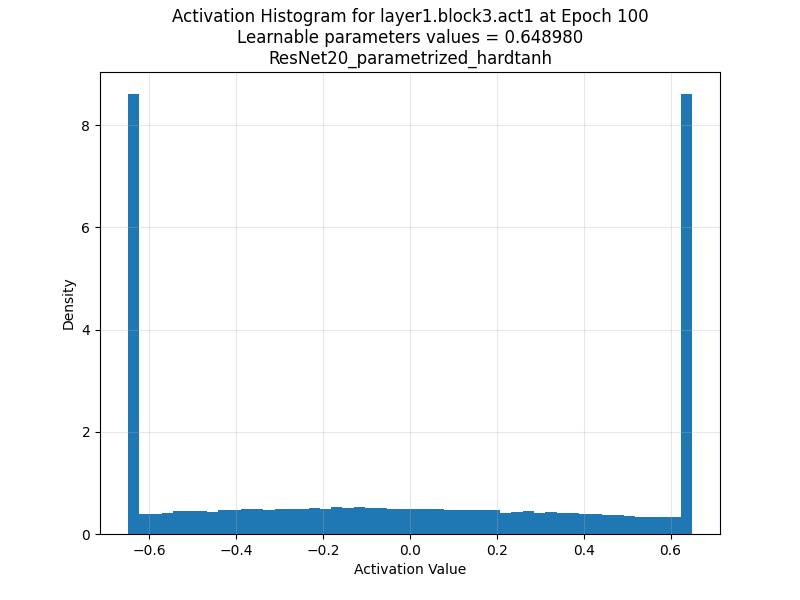 Activation Histogram for layer1.block3.act1 at Epoch 100
Learnable parameters values = 0.648980
ResNet20_parametrized_hardtanh
8
6
4
2
0
Density
−0.6 −0.4 −0.2 0.0 0.2 0.4 0.6
Activation Value